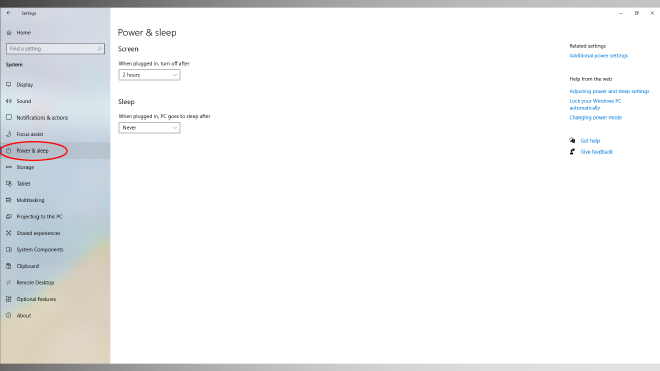 Settings
Home
Find a setting
System
Display
Sound
Notifications & actions
Focus assist
Power & sleep
Storage
Tablet
Multitasking
Projecting to this PC
Shared experiences
System Components
Clipboard
Remote Desktop
Optional features
About
Power & sleep
Screen
When plugged in, turn off after
2 hours
Sleep
When plugged in, PC goes to sleep after
Never
Related settings
Additional power settings
Help from the web
Adjusting power and sleep settings
Lock your Windows PC
automatically
Changing power mode
Get help
Give feedback